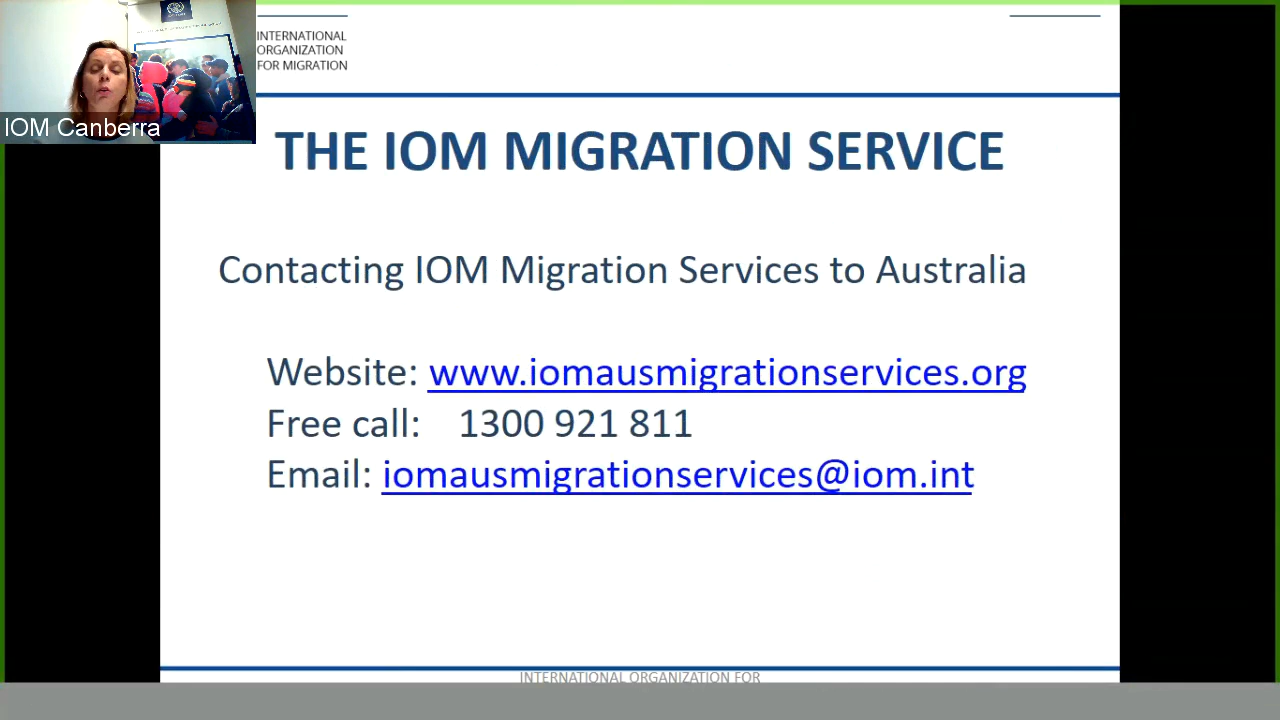 INTERNATIONAL
ORGANIZATION
FOR MIGRATION
IOM Canberra
THE IOM MIGRATION SERVICE
Contacting IOM Migration Services to Australia
Website: www.iomausmigrationservices.org
Free call: 1300 921 811
Email: iomausmigrationservices@iom.int
INTERNATIONAL ORGANIZATION FOR